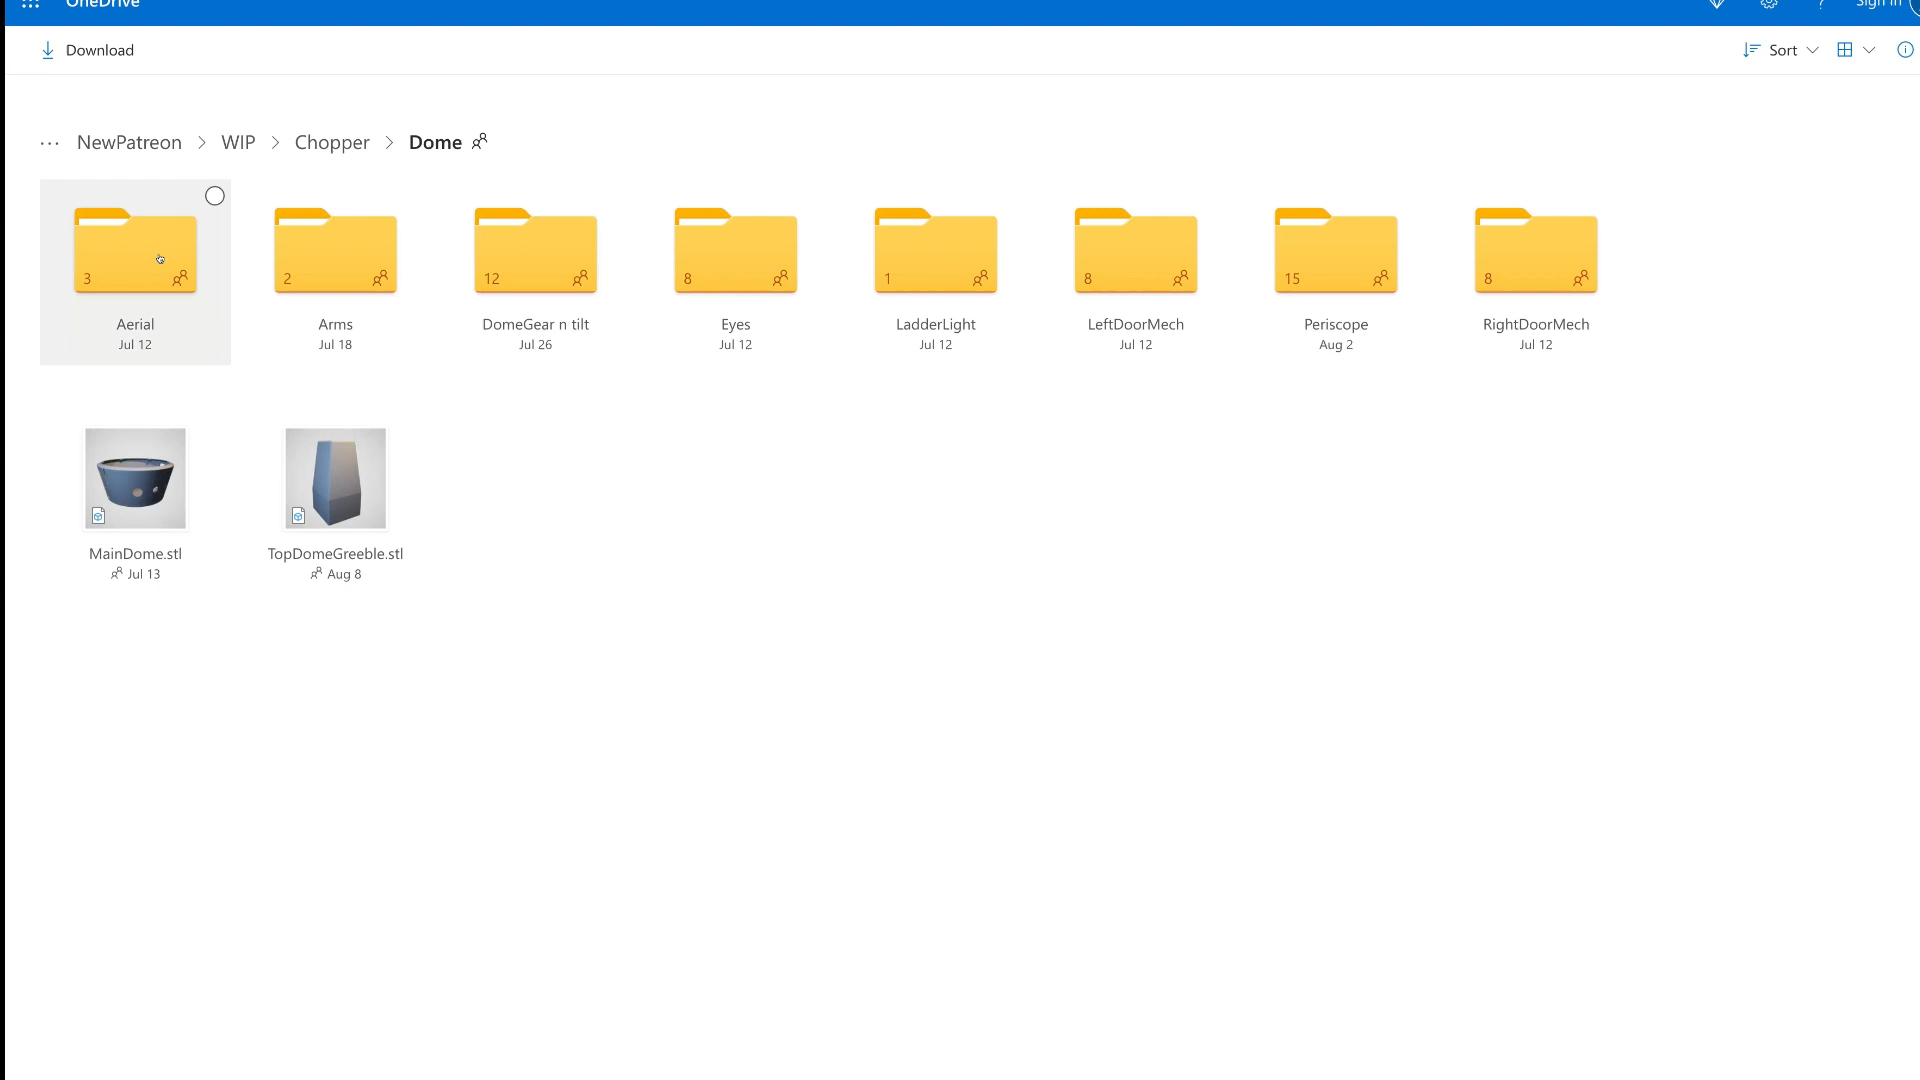 OneDrive
Sign in
Download
Sort
NewPatreon > WIP > Chopper > Dome
3
2
12
8
1
8
15
8
Aerial
Jul 12
Arms
Jul 18
DomeGear n tilt
Jul 26
Eyes
Jul 12
LadderLight
Jul 12
LeftDoorMech
Jul 12
Periscope
Aug 2
RightDoorMech
Jul 12
MainDome.stl
Jul 13
TopDomeGreeble.stl
Aug 8